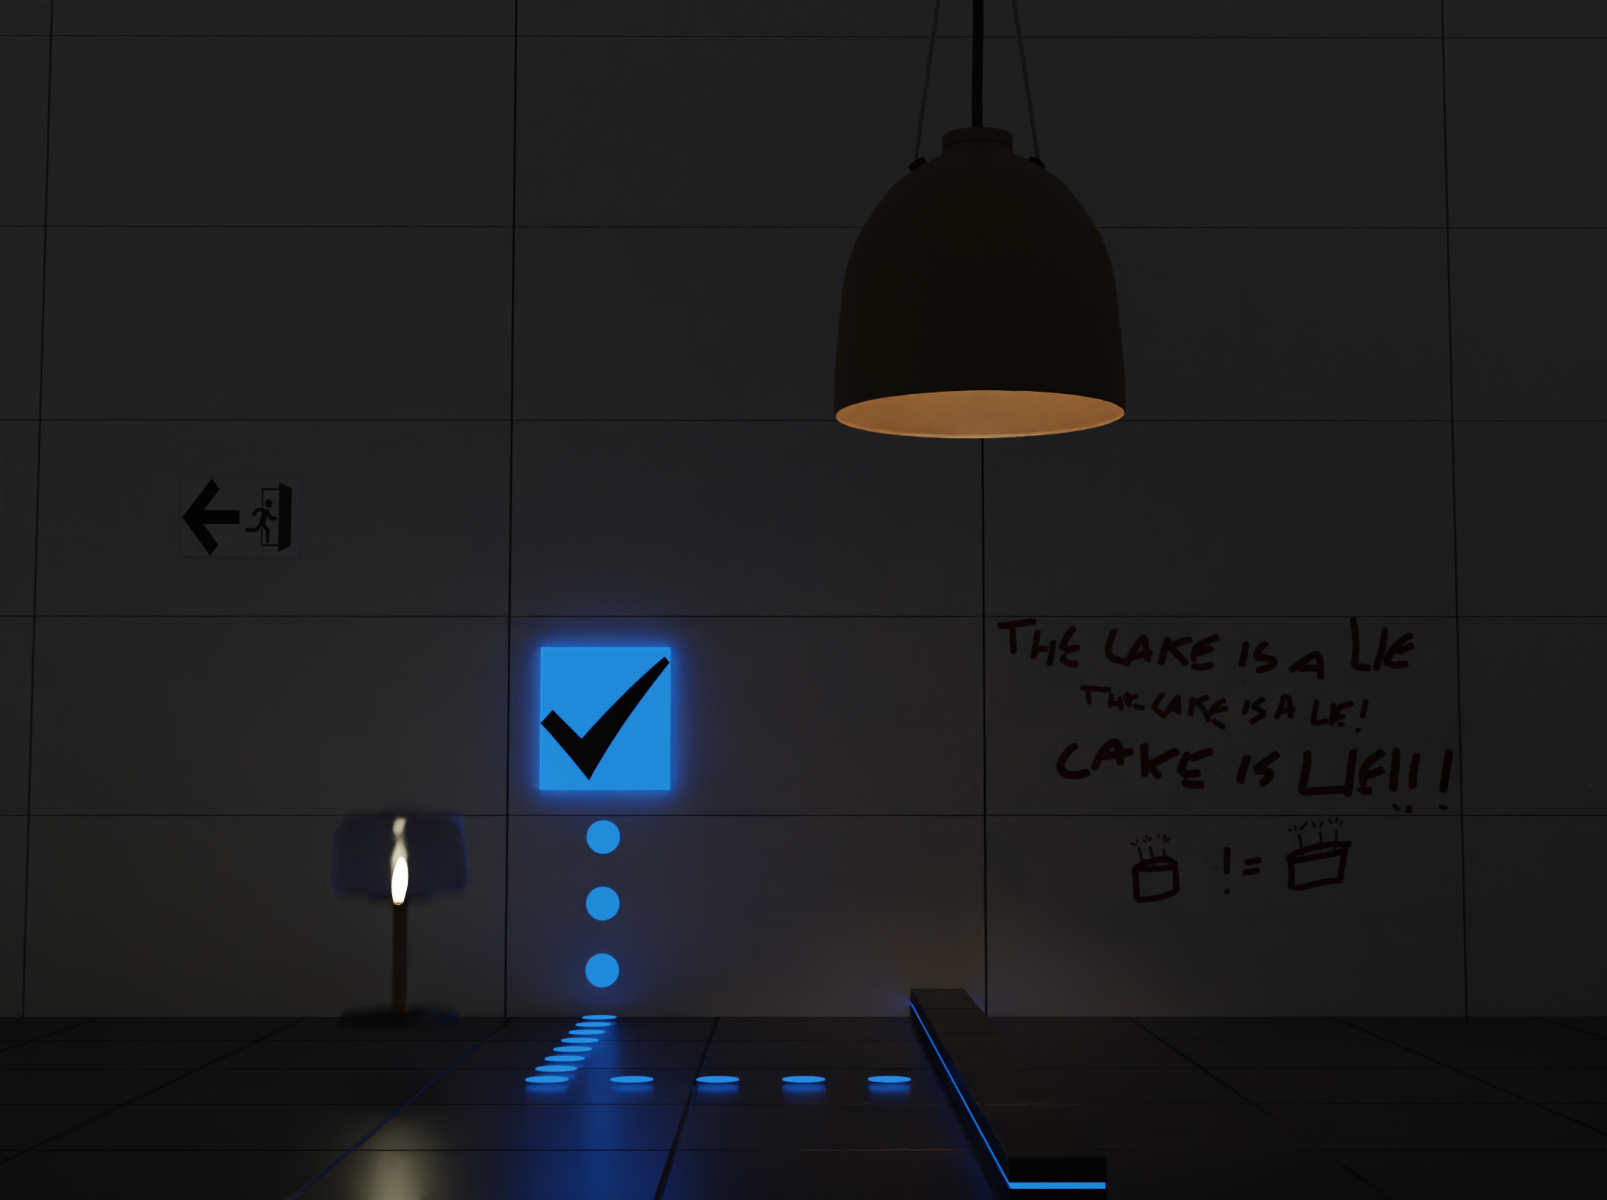 THE CAKE IS A LIE
THE CAKE IS A LIE!
CAKE IS LIE!!!
!=